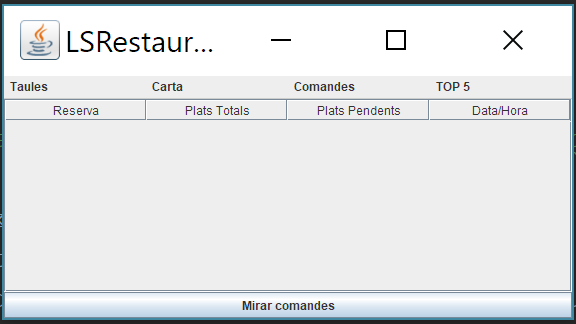 LSRestaur...
Taules Carta Comandes TOP 5
Reserva Plats Totals Plats Pendents Data/Hora
Mirar comandes